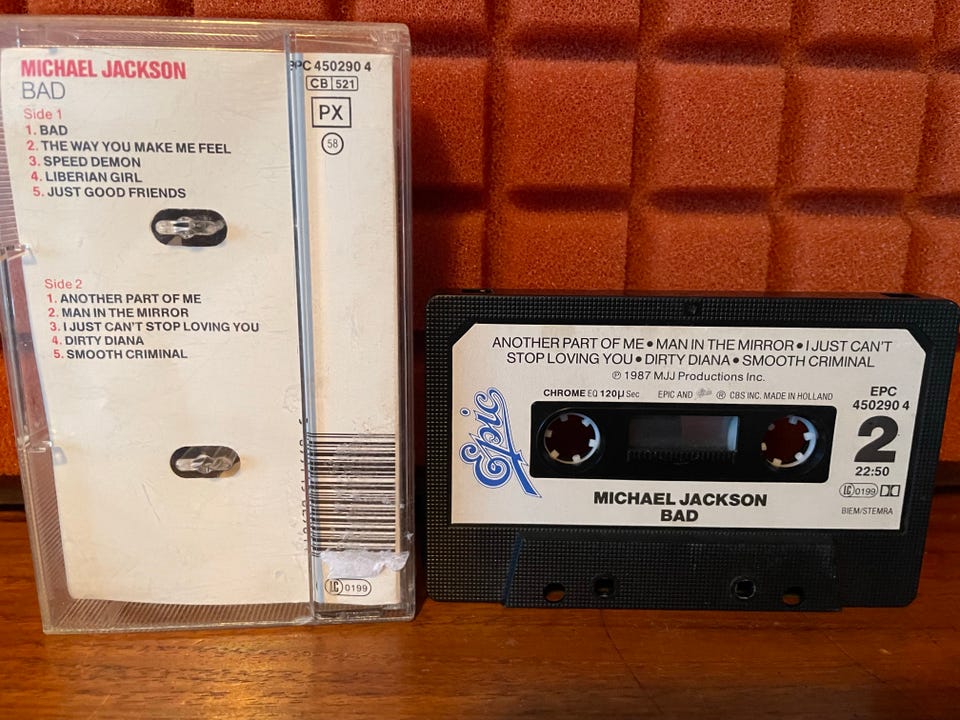 MICHAEL JACKSON
BAD
Side 1
1. BAD
2. THE WAY YOU MAKE ME FEEL
3. SPEED DEMON
4. LIBERIAN GIRL
5. JUST GOOD FRIENDS
Side 2
1. ANOTHER PART OF ME
2. MAN IN THE MIRROR
3. I JUST CAN'T STOP LOVING YOU
4. DIRTY DIANA
5. SMOOTH CRIMINAL
EPC 450290 4
CB 521
PX
58
LC 0199
ANOTHER PART OF ME • MAN IN THE MIRROR • I JUST CAN'T
STOP LOVING YOU • DIRTY DIANA • SMOOTH CRIMINAL
℗ 1987 MJJ Productions Inc.
CHROME EQ 120µ Sec EPIC AND ® CBS INC. MADE IN HOLLAND
Epic
EPC
450290 4
2
22:50
LC 0199
BIEM/STEMRA
MICHAEL JACKSON
BAD